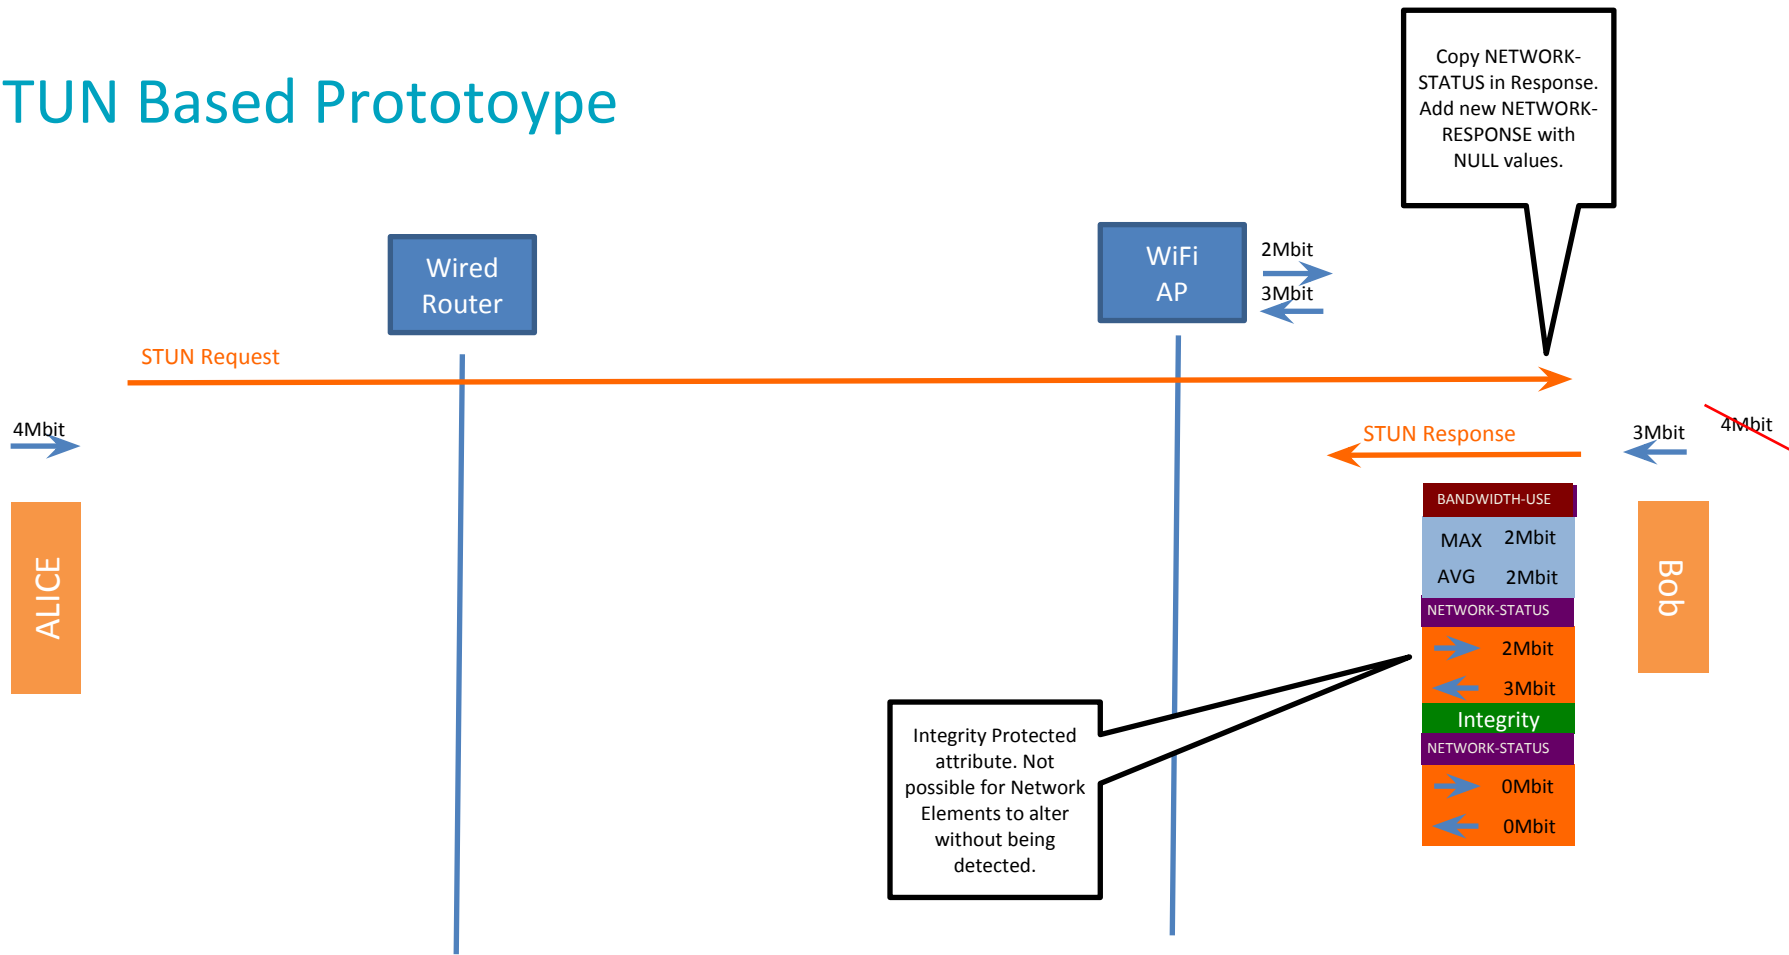 TUN Based Prototoype
Copy NETWORK-
STATUS in Response.
Add new NETWORK-
RESPONSE with
NULL values.
Wired
Router
WiFi
AP
2Mbit
3Mbit
STUN Request
4Mbit
STUN Response
3Mbit
4Mbit
ALICE
Bob
BANDWIDTH-USE
MAX 2Mbit
AVG 2Mbit
NETWORK-STATUS
2Mbit
3Mbit
Integrity
NETWORK-STATUS
0Mbit
0Mbit
Integrity Protected
attribute. Not
possible for Network
Elements to alter
without being
detected.